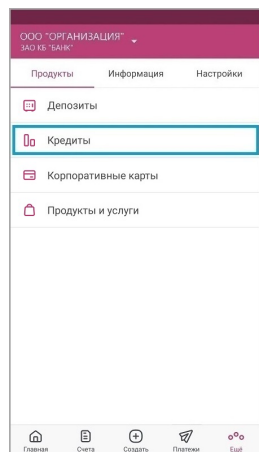 ООО "ОРГАНИЗАЦИЯ"
ЗАО КБ "БАНК"
Продукты Информация Настройки
Депозиты
Кредиты
Корпоративные карты
Продукты и услуги
Главная Счета Создать Платежи Ещё